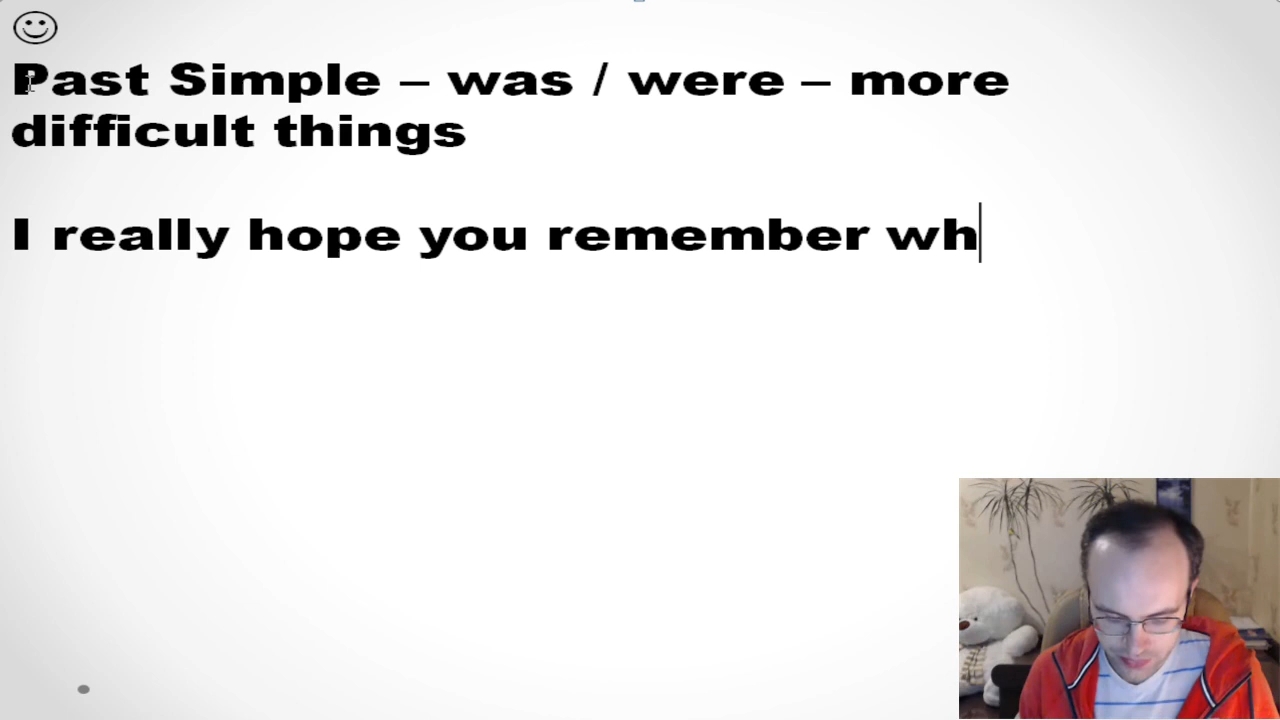 Past Simple – was / were – more
difficult things
I really hope you remember wh